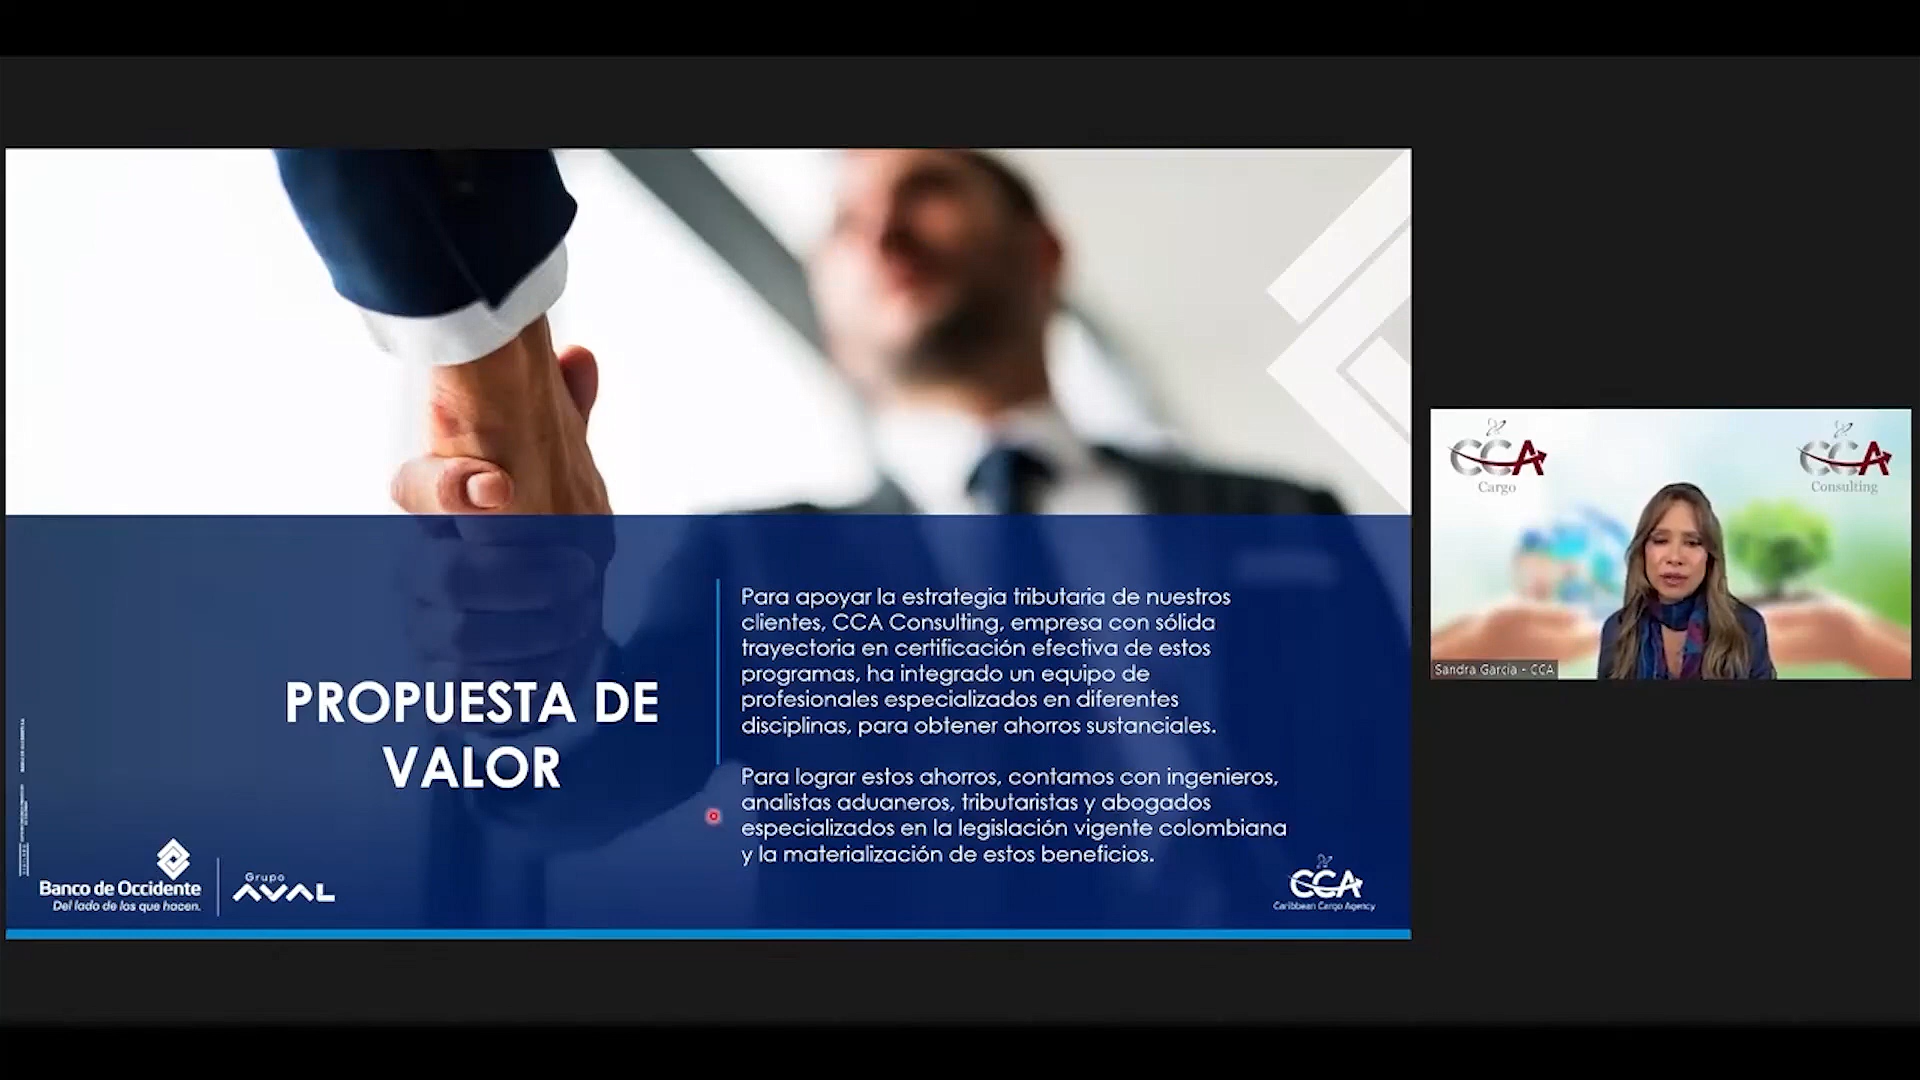 PROPUESTA DE
VALOR
Para apoyar la estrategia tributaria de nuestros
clientes, CCA Consulting, empresa con sólida
trayectoria en certificación efectiva de estos
programas, ha integrado un equipo de
profesionales especializados en diferentes
disciplinas, para obtener ahorros sustanciales.
Para lograr estos ahorros, contamos con ingenieros,
analistas aduaneros, tributaristas y abogados
especializados en la legislación vigente colombiana
y la materialización de estos beneficios.
Banco de Occidente
Del lado de los que hacen.
Grupo
AVAL
CCA
Caribbean Cargo Agency
CCA
Cargo
CCA
Consulting
Sandra Garcia - CCA